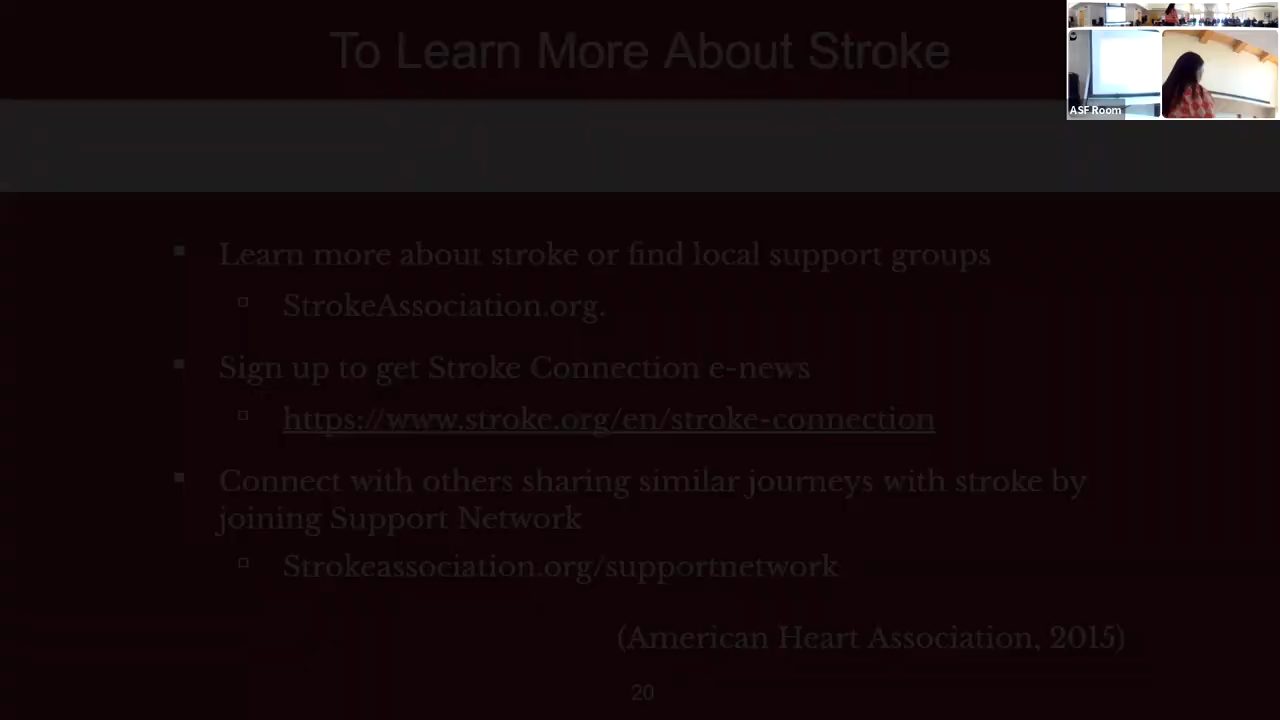 To Learn More About Stroke
ASF Room
▪ Learn more about stroke or find local support groups
▫ StrokeAssociation.org.
▪ Sign up to get Stroke Connection e-news
▫ https://www.stroke.org/en/stroke-connection
▪ Connect with others sharing similar journeys with stroke by
joining Support Network
▫ Strokeassociation.org/supportnetwork
(American Heart Association, 2015)
20